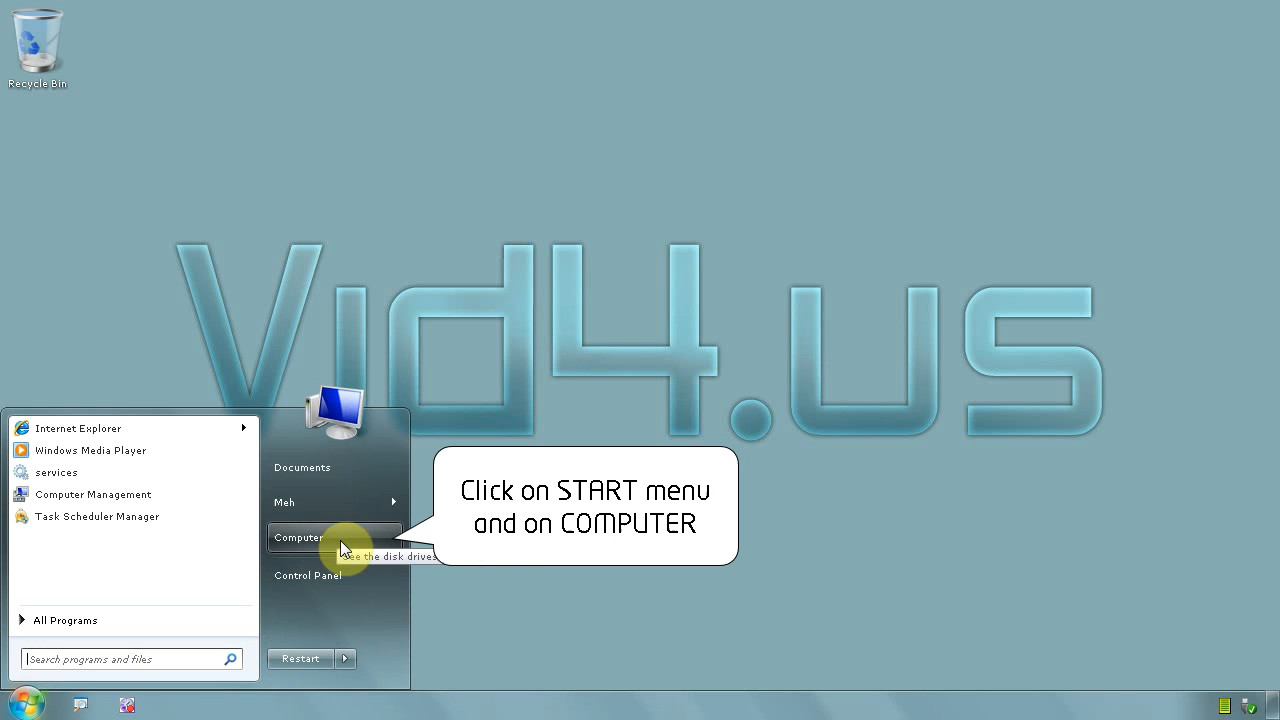 Recycle Bin
Vid4.us
Internet Explorer
Windows Media Player
services
Computer Management
Task Scheduler Manager
All Programs
Search programs and files
Documents
Meh
Computer
See the disk drives
Control Panel
Restart
Click on START menu
and on COMPUTER